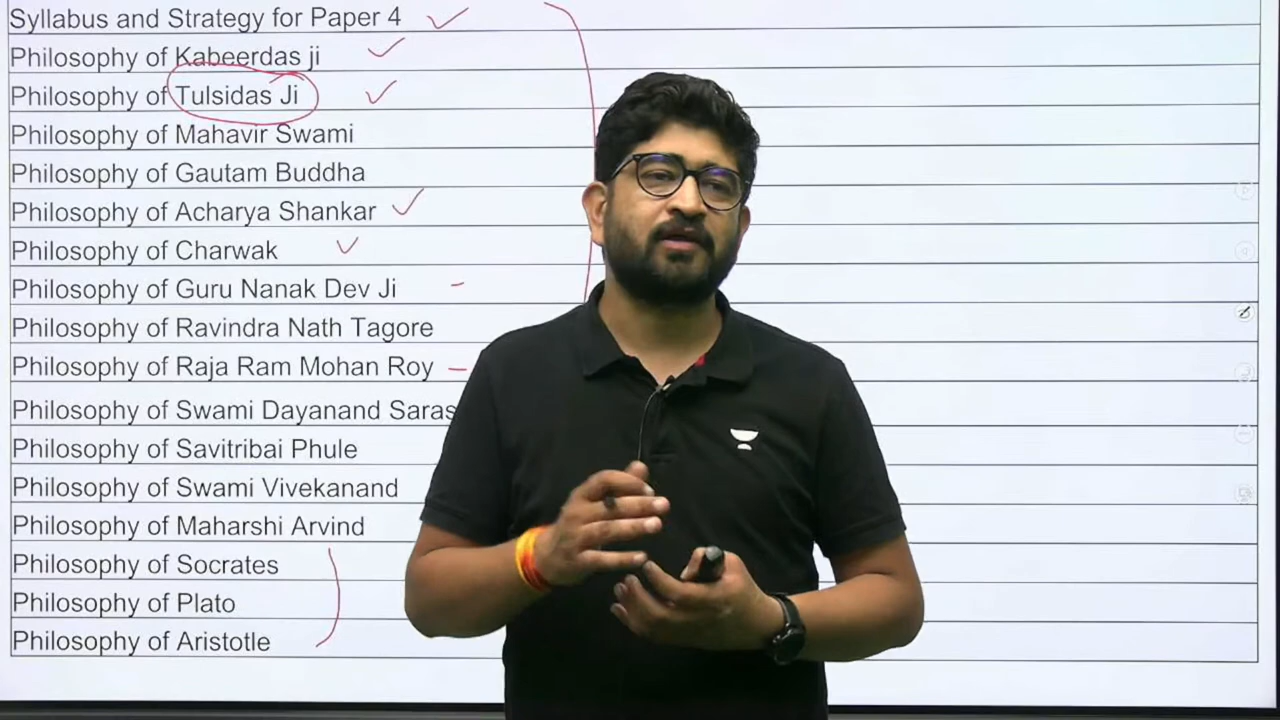 Syllabus and Strategy for Paper 4
Philosophy of Kabeerdas ji
Philosophy of Tulsidas Ji
Philosophy of Mahavir Swami
Philosophy of Gautam Buddha
Philosophy of Acharya Shankar
Philosophy of Charwak
Philosophy of Guru Nanak Dev Ji
Philosophy of Ravindra Nath Tagore
Philosophy of Raja Ram Mohan Roy
Philosophy of Swami Dayanand Saras
Philosophy of Savitribai Phule
Philosophy of Swami Vivekanand
Philosophy of Maharshi Arvind
Philosophy of Socrates
Philosophy of Plato
Philosophy of Aristotle